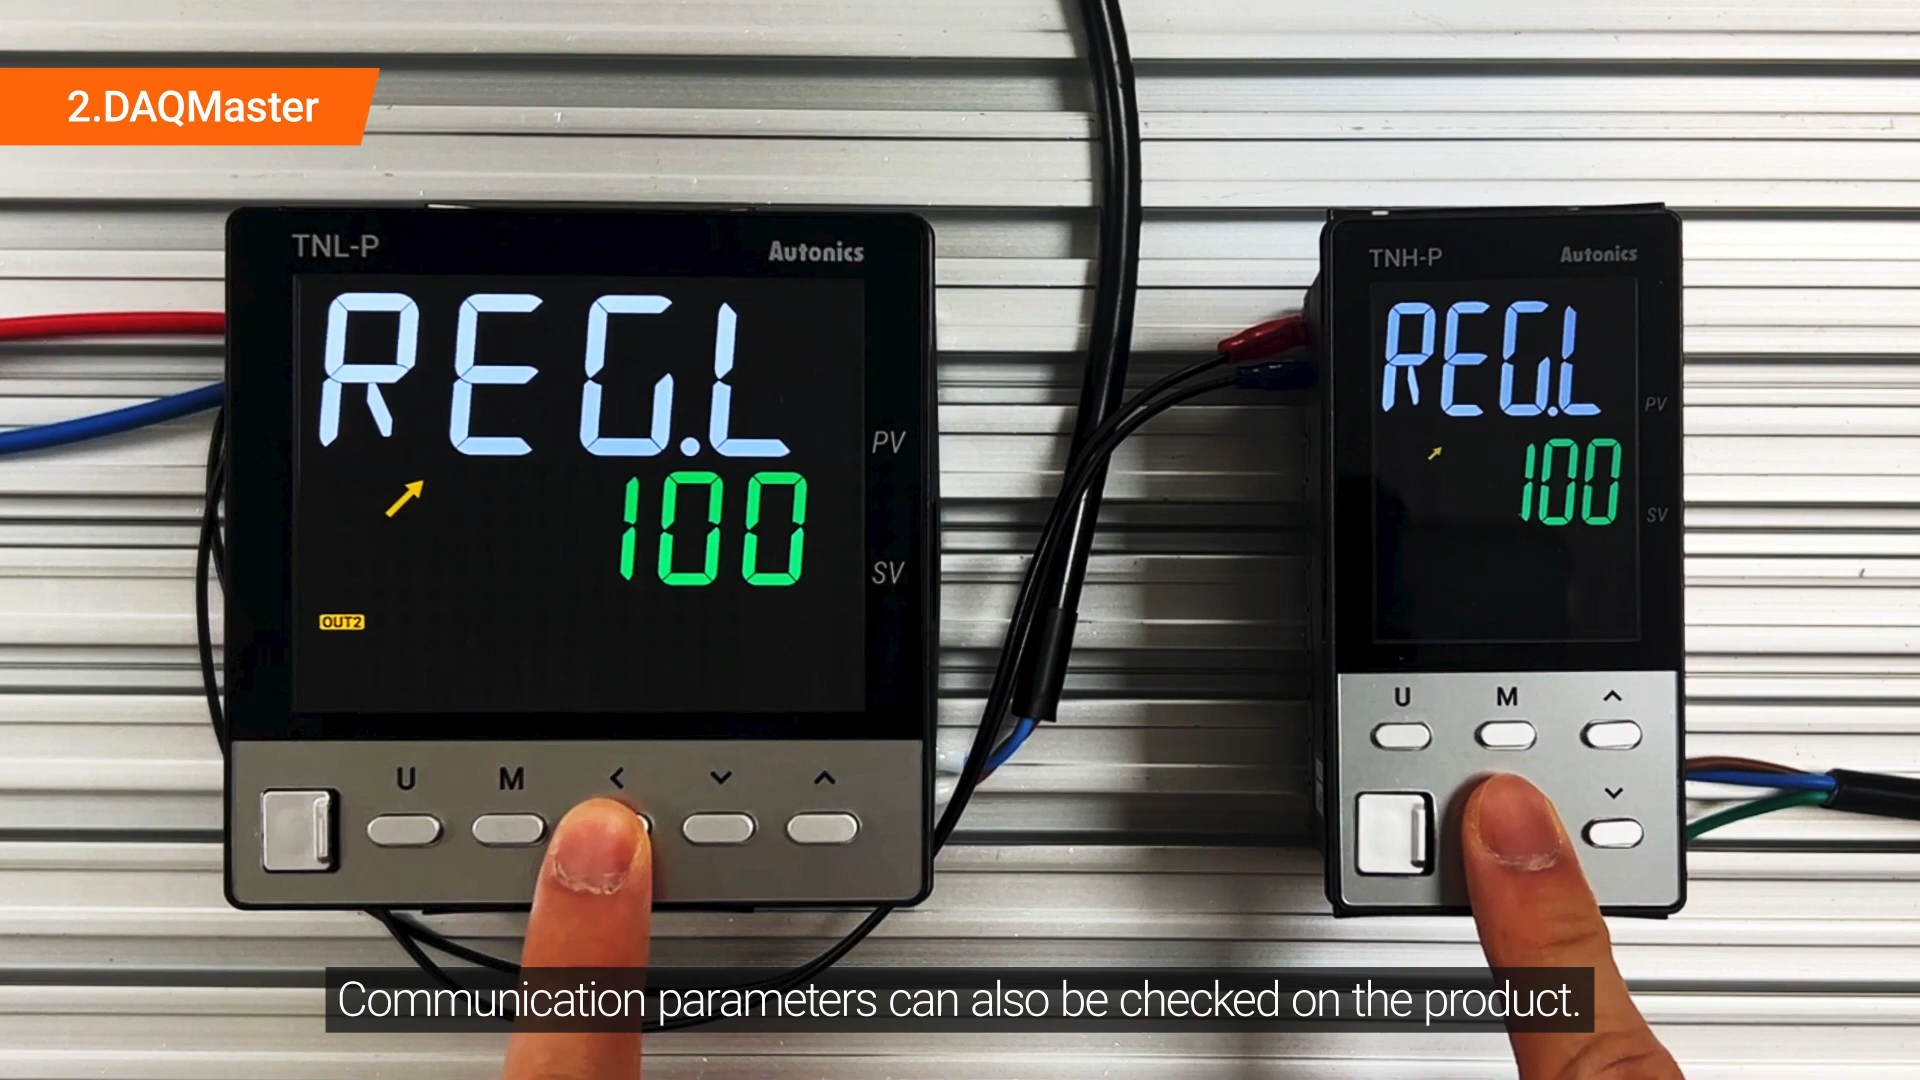 2.DAQMaster
TNL-P
Autonics
REG.L
PV
100
SV
OUT2
U M
TNH-P
Autonics
REG.L
PV
100
SV
U M
Communication parameters can also be checked on the product.